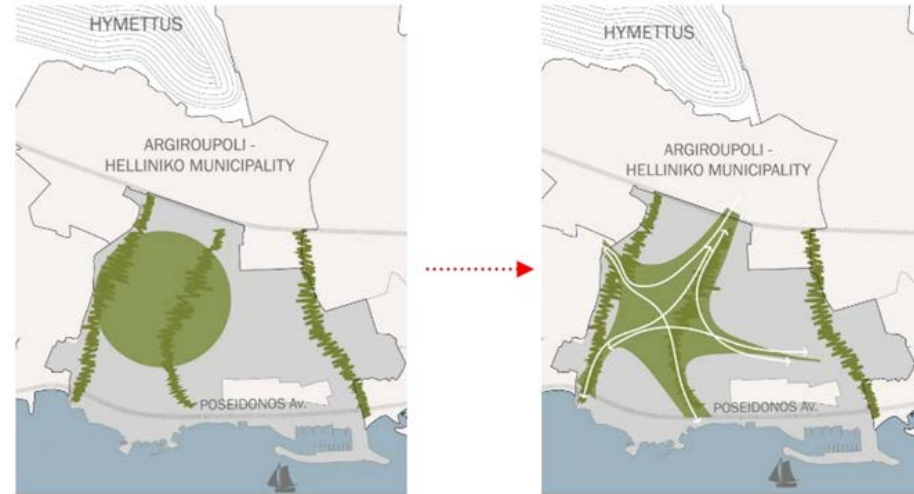 HYMETTUS
ARGIROUPOLI -
HELLINIKO MUNICIPALITY
POSEIDONOS Av.
HYMETTUS
ARGIROUPOLI -
HELLINIKO MUNICIPALITY
POSEIDONOS Av.